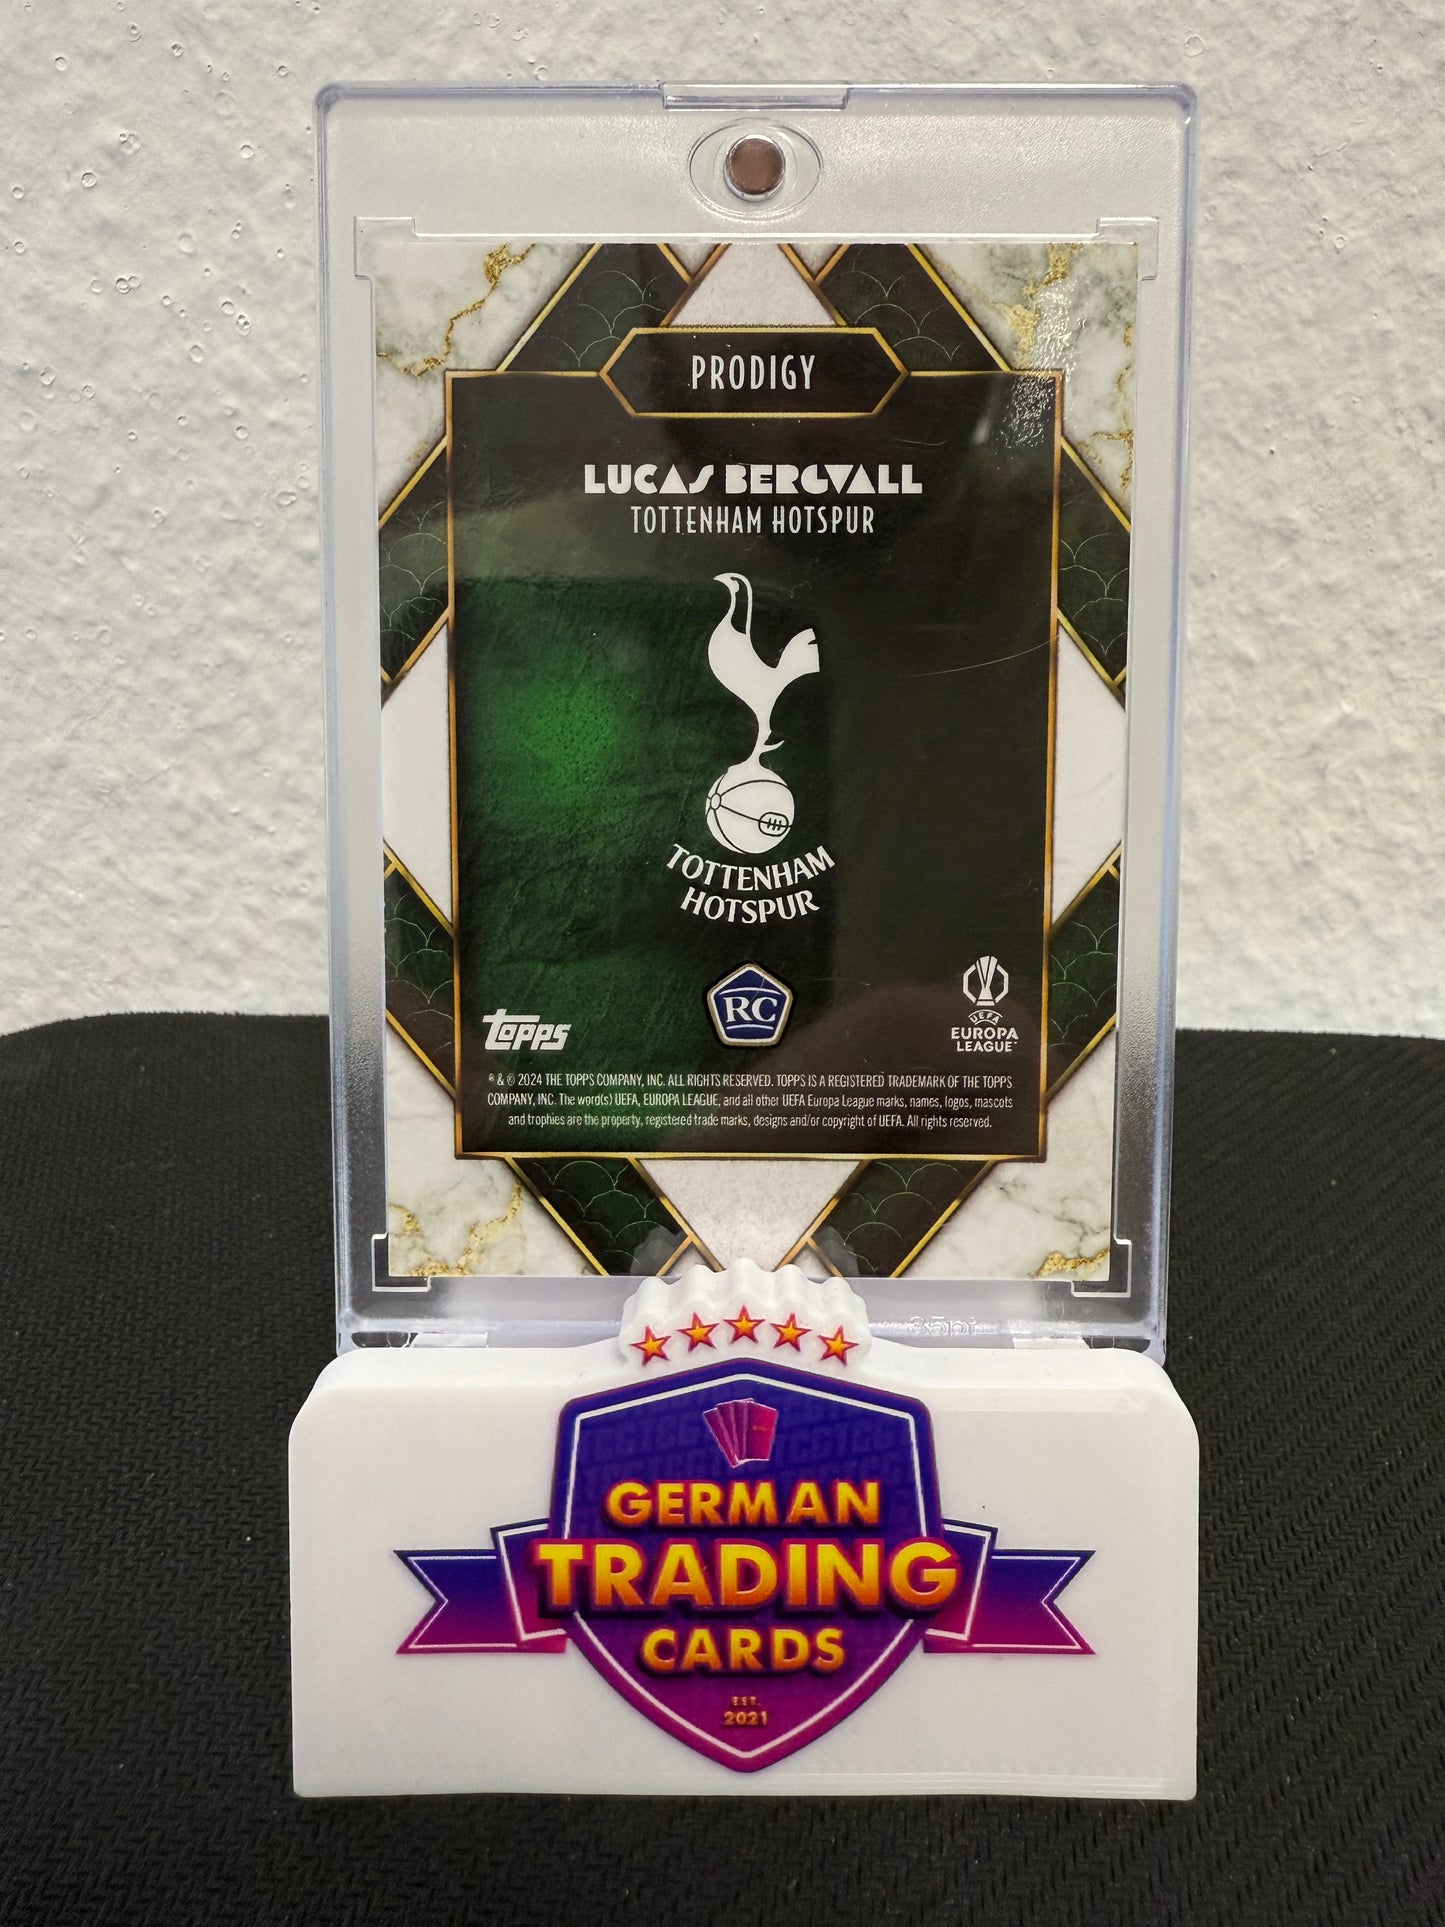 PRODIGY
LUCAS BERGVALL
TOTTENHAM HOTSPUR
TOTTENHAM
HOTSPUR
RC
topps
UEFA
EUROPA
LEAGUE™
® & © 2024 THE TOPPS COMPANY, INC. ALL RIGHTS RESERVED. TOPPS IS A REGISTERED TRADEMARK OF THE TOPPS
COMPANY, INC. The word(s) UEFA, EUROPA LEAGUE, and all other UEFA Europa League marks, names, logos, mascots
and trophies are the property, registered trade marks, designs and/or copyright of UEFA. All rights reserved.
35pt
GERMAN
TRADING
CARDS
EST.
2021